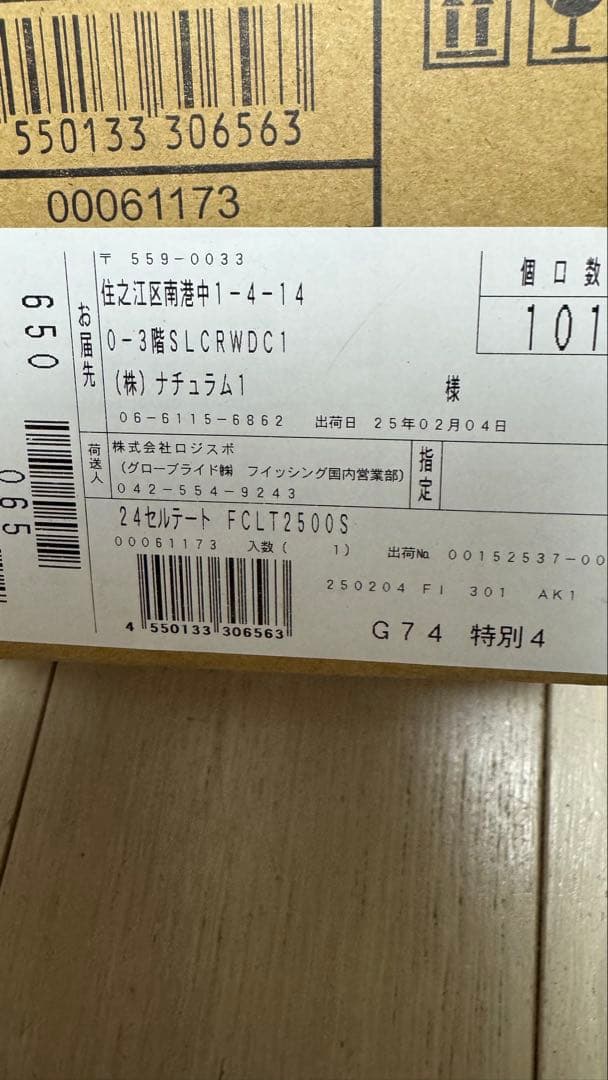 550133 306563
00061173
〒 559-0033
住之江区南港中1-4-14
0-3階SLCRWDC1
(株)ナチュラム1
様
06-6115-6862 出荷日 25年02月04日
お届先
個口数
101
650
065
荷送人
株式会社ロジスポ
(グローブライド㈱ フイッシング国内営業部)
042-554-9243
指定
24セルテート FCLT2500S
00061173 入数( 1) 出荷No. 00152537-00
250204 FI 301 AK1
4 550133 306563
G74 特別4